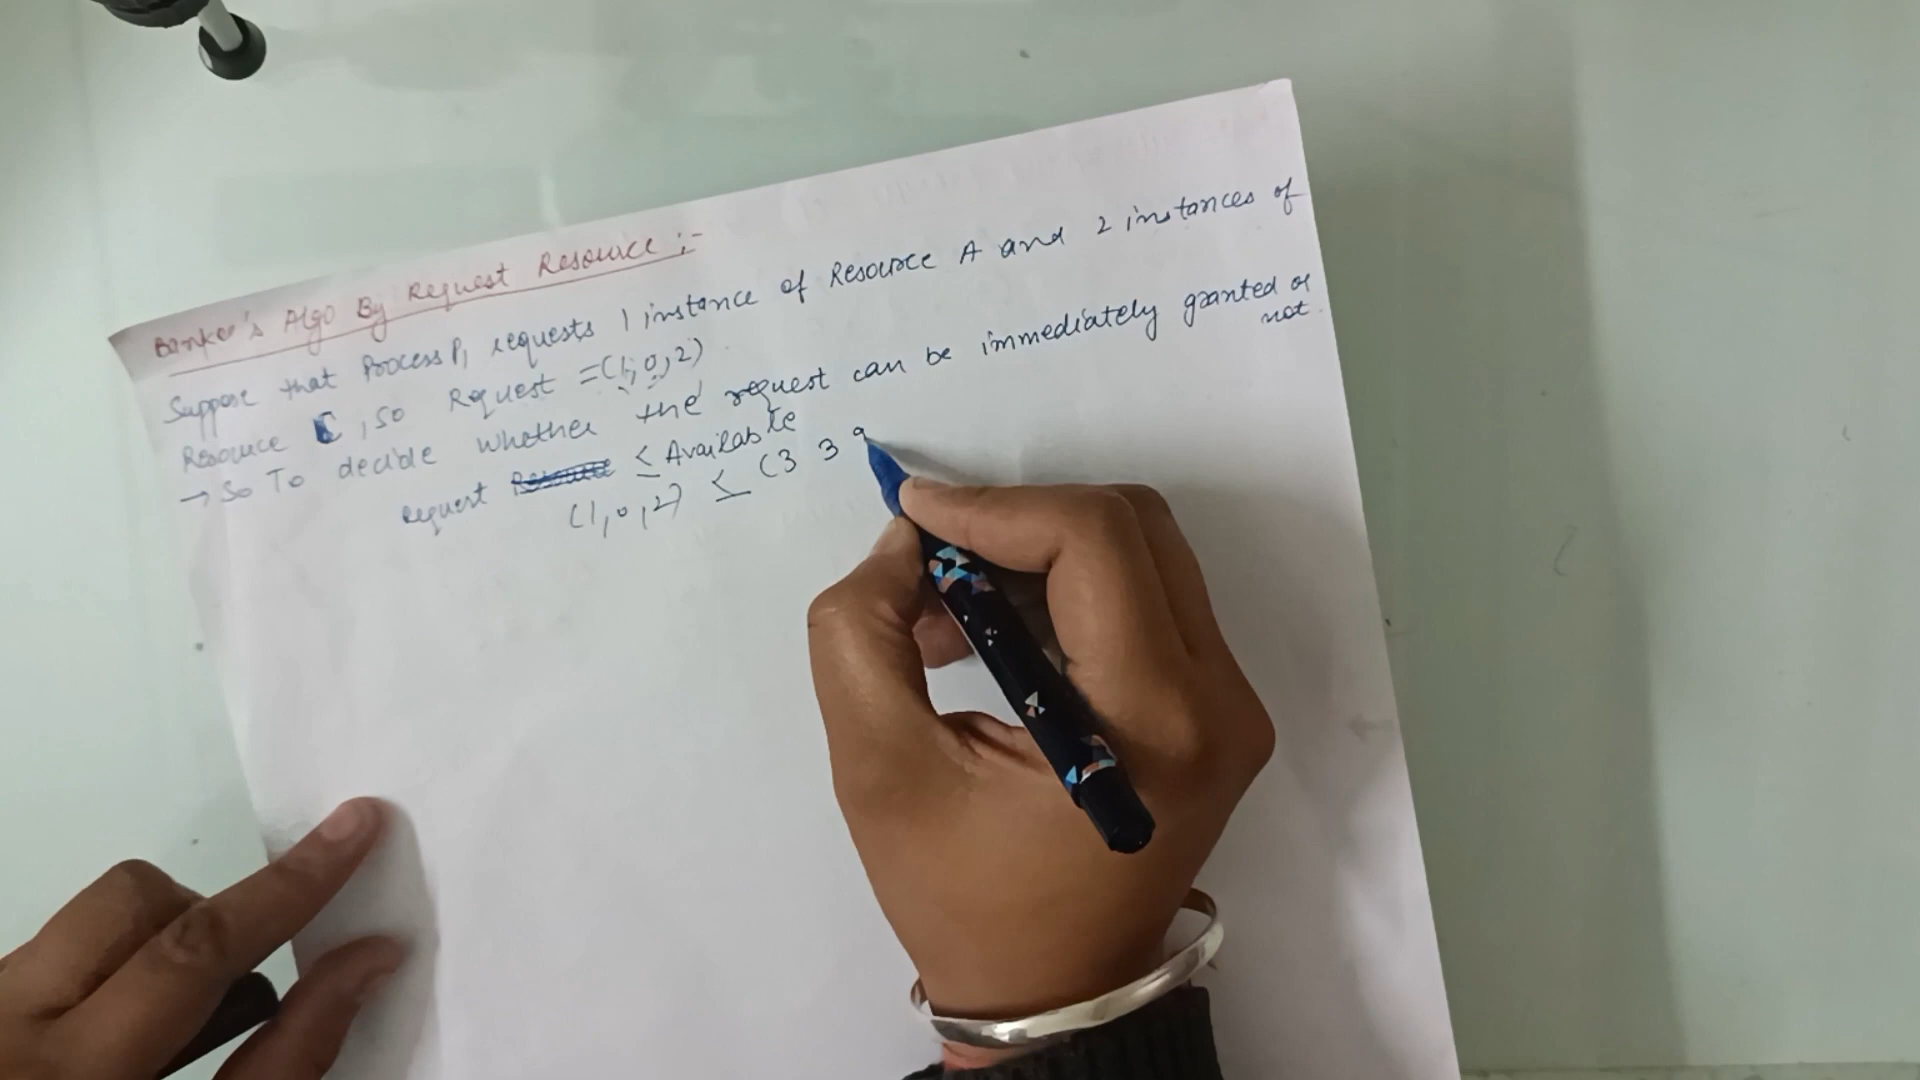 Banker's Algo By Request Resource :-
Suppose that Process P1 requests 1 instance of Resource A and 2 instances of
Resource C, so Request =(1,0,2)
→ So To decide whether the request can be immediately granted or
not.
request ≤ Available
(1,0,2) ≤ (3 3